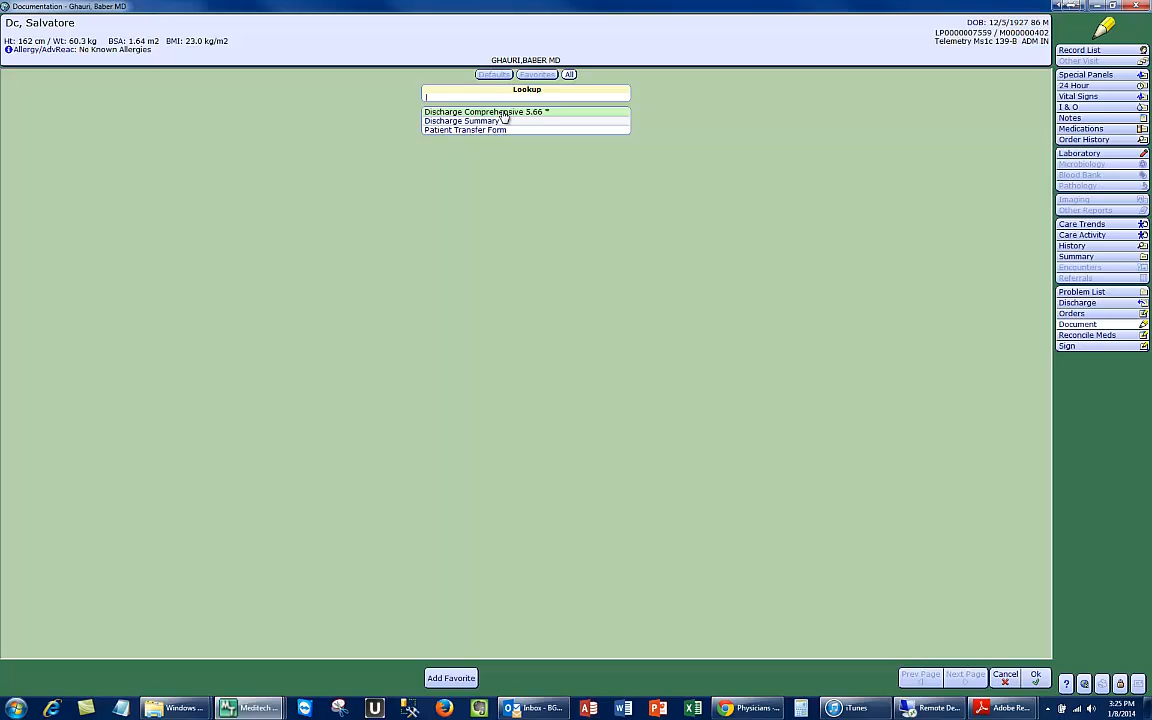 Documentation - Ghauri, Baber MD
Dc, Salvatore
DOB: 12/5/1927 86 M
LP0000007559 / M000000402
Ht: 162 cm / Wt: 60.3 kg BSA: 1.64 m2 BMI: 23.0 kg/m2
Telemetry Ms1c 139-B ADM IN
Allergy/AdvReac: No Known Allergies
GHAURI,BABER MD
Defaults Favorites All
Lookup
Discharge Comprehensive 5.66 *
Discharge Summary
Patient Transfer Form
Record List
Other Visit
Special Panels
24 Hour
Vital Signs
I & O
Notes
Medications
Order History
Laboratory
Microbiology
Blood Bank
Pathology
Imaging
Other Reports
Care Trends
Care Activity
History
Summary
Encounters
Referrals
Problem List
Discharge
Orders
Document
Reconcile Meds
Sign
Add Favorite
Prev Page Next Page Cancel Ok
Windows ... Meditech ... Inbox - BG... Physicians -... iTunes Remote De... Adobe Re...
3:25 PM
1/8/2014